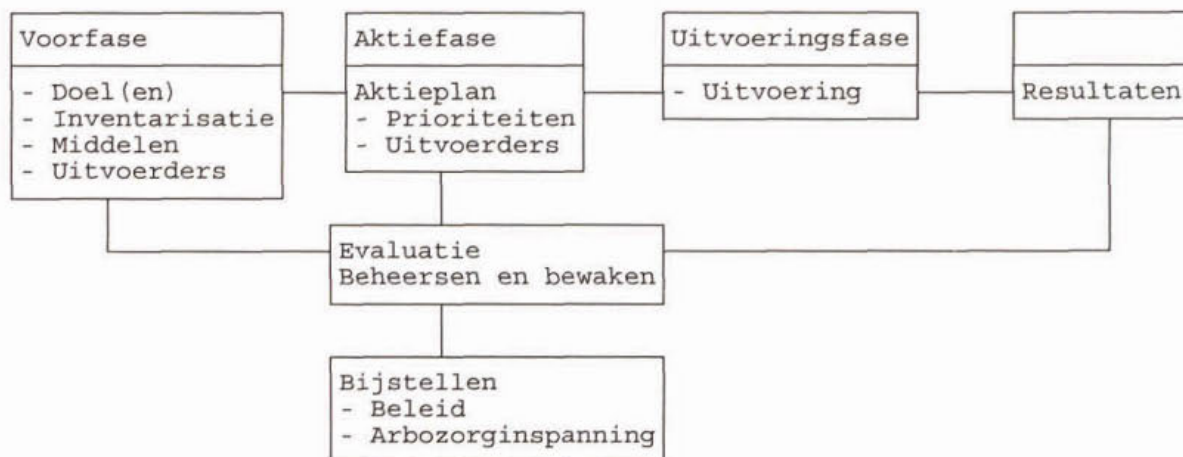 Voorfase
- Doel(en)
- Inventarisatie
- Middelen
- Uitvoerders
Aktiefase
Aktieplan
- Prioriteiten
- Uitvoerders
Uitvoeringsfase
- Uitvoering
Resultaten
Evaluatie
Beheersen en bewaken
Bijstellen
- Beleid
- Arbozorginspanning